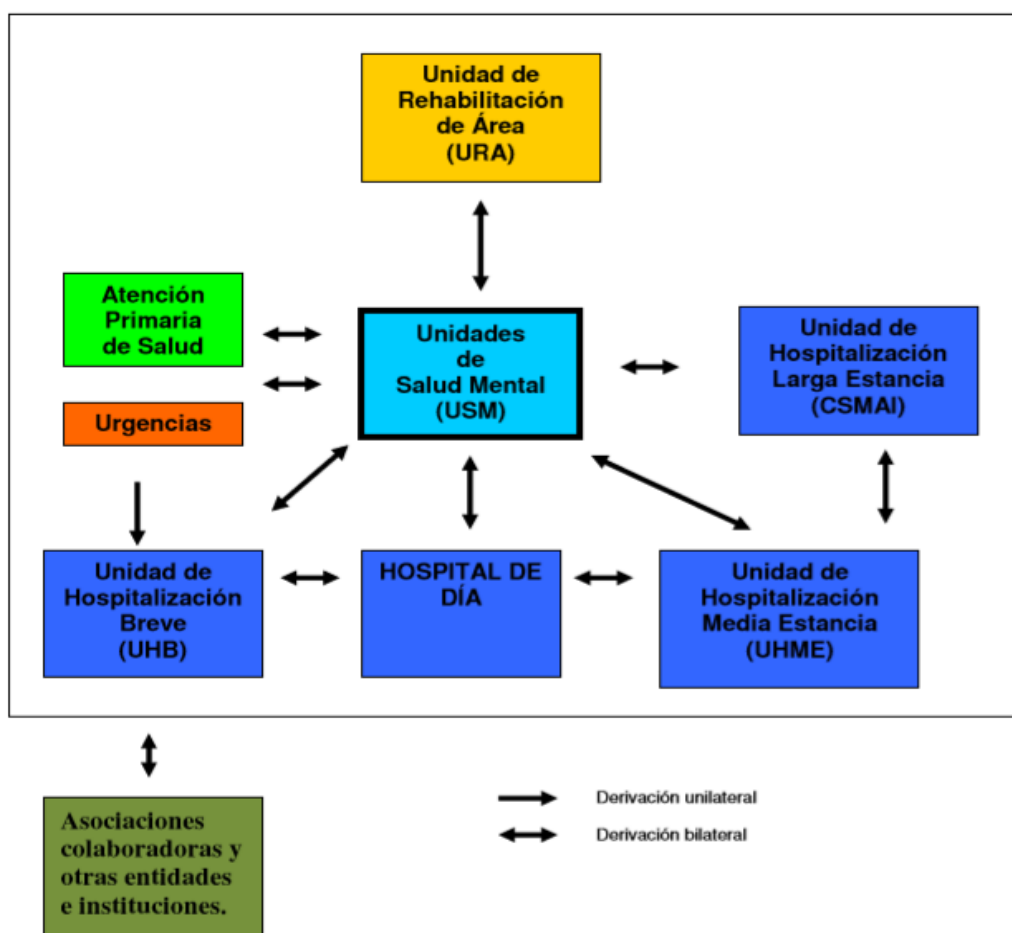 Unidad de
Rehabilitación
de Área
(URA)
Atención
Primaria
de Salud
Unidades
de
Salud Mental
(USM)
Unidad de
Hospitalización
Larga Estancia
(CSMAI)
Urgencias
Unidad de
Hospitalización
Breve
(UHB)
HOSPITAL DE
DÍA
Unidad de
Hospitalización
Media Estancia
(UHME)
Asociaciones
colaboradoras y
otras entidades
e instituciones.
Derivación unilateral
Derivación bilateral